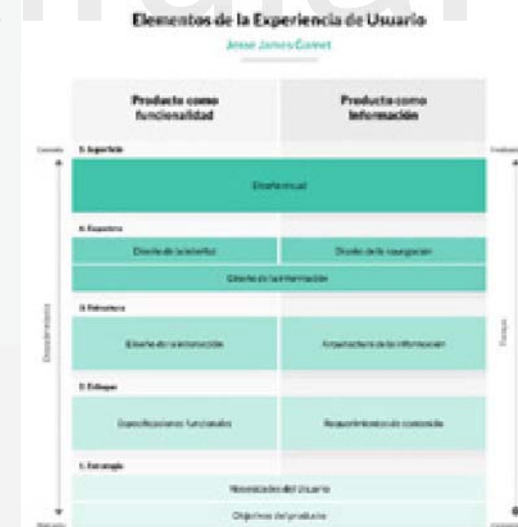 Elementos de la Experiencia de Usuario
Jesse James Garret
Producto como
funcionalidad
Producto como
Información
5. Superficie
Diseño visual
4. Esqueleto
Diseño de la interfaz
Diseño de la navegación
Diseño de la información
3. Estructura
Diseño de la interacción
Arquitectura de la información
2. Enfoque
Especificaciones funcionales
Requerimientos de contenido
1. Estrategia
Necesidades del Usuario
Objetivos del producto
Tiempo